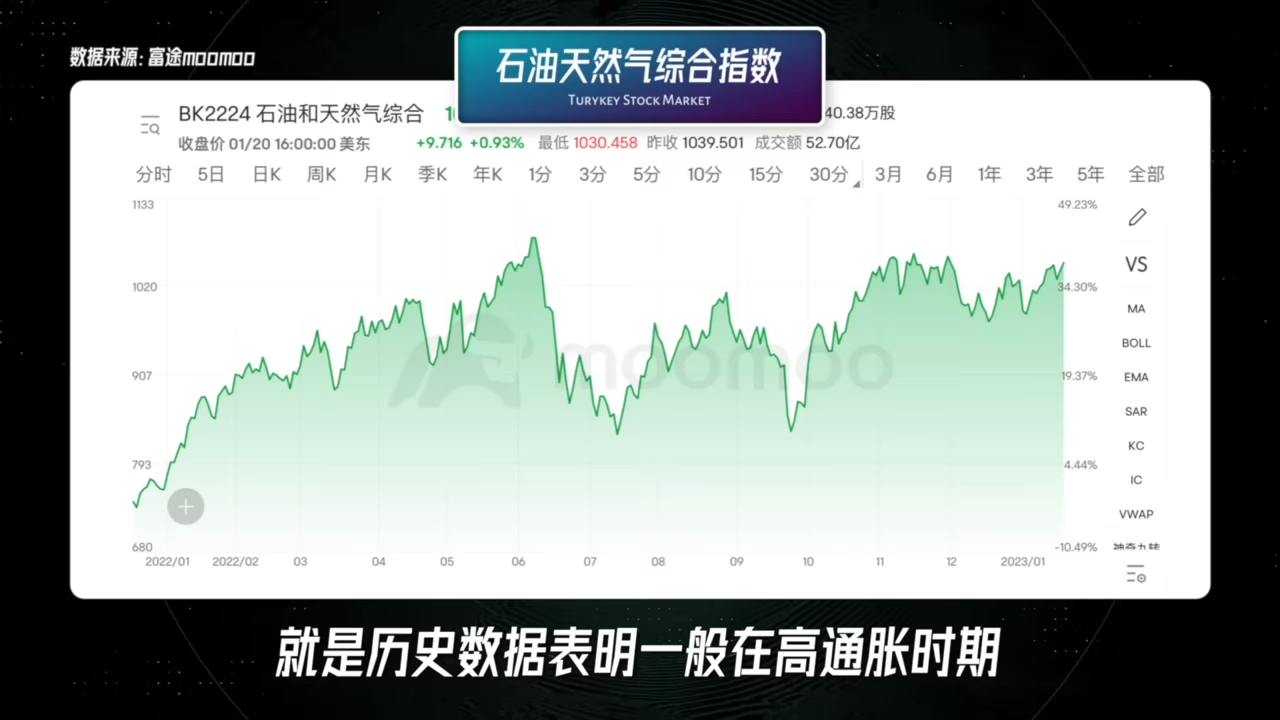 数据来源: 富途moomoo
石油天然气综合指数
TURYKEY STOCK MARKET
BK2224 石油和天然气综合
40.38万股
收盘价 01/20 16:00:00 美东 +9.716 +0.93% 最低 1030.458 昨收 1039.501 成交额 52.70亿
分时 5日 日K 周K 月K 季K 年K 1分 3分 5分 10分 15分 30分 3月 6月 1年 3年 5年 全部
1133 49.23%
1020 34.30%
907 19.37%
793 4.44%
680 -10.49%
moomoo
VS
MA
BOLL
EMA
SAR
KC
IC
VWAP
神奇九转
2022/01 2022/02 03 04 05 06 07 08 09 10 11 12 2023/01
就是历史数据表明一般在高通胀时期